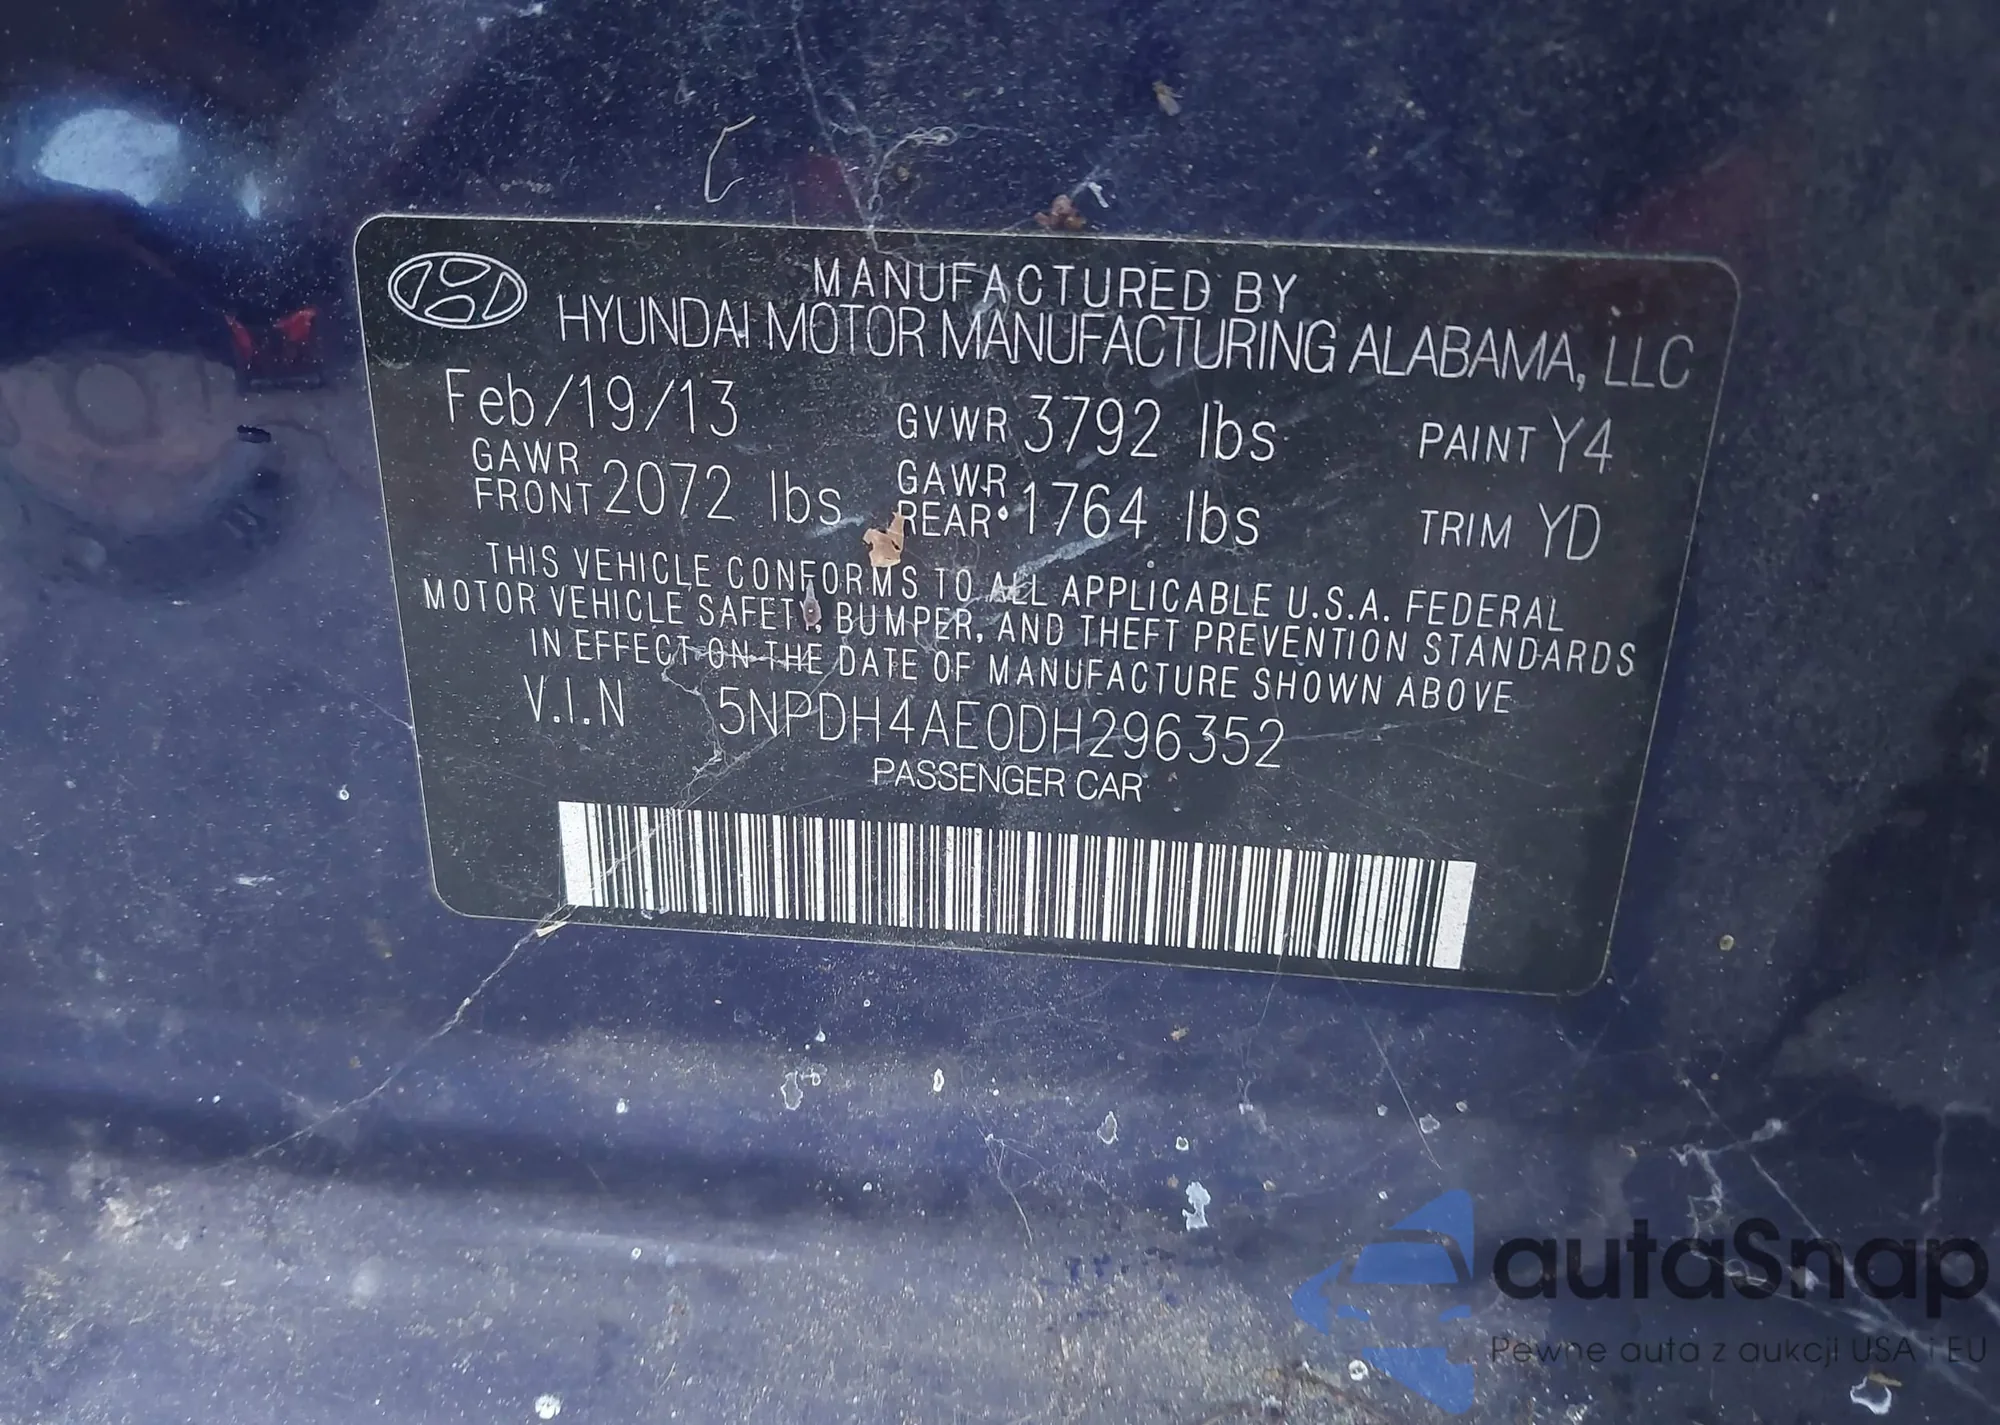 MANUFACTURED BY
HYUNDAI MOTOR MANUFACTURING ALABAMA, LLC
Feb/19/13 GVWR 3792 lbs PAINT Y4
GAWR FRONT 2072 lbs GAWR REAR 1764 lbs TRIM YD
THIS VEHICLE CONFORMS TO ALL APPLICABLE U.S.A. FEDERAL
MOTOR VEHICLE SAFETY, BUMPER, AND THEFT PREVENTION STANDARDS
IN EFFECT ON THE DATE OF MANUFACTURE SHOWN ABOVE
V.I.N 5NPDH4AE0DH296352
PASSENGER CAR
autaSnap
Pewne auta z aukcji USA i EU